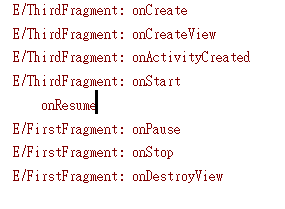 E/ThirdFragment: onCreate
E/ThirdFragment: onCreateView
E/ThirdFragment: onActivityCreated
E/ThirdFragment: onStart
onResume
E/FirstFragment: onPause
E/FirstFragment: onStop
E/FirstFragment: onDestroyView